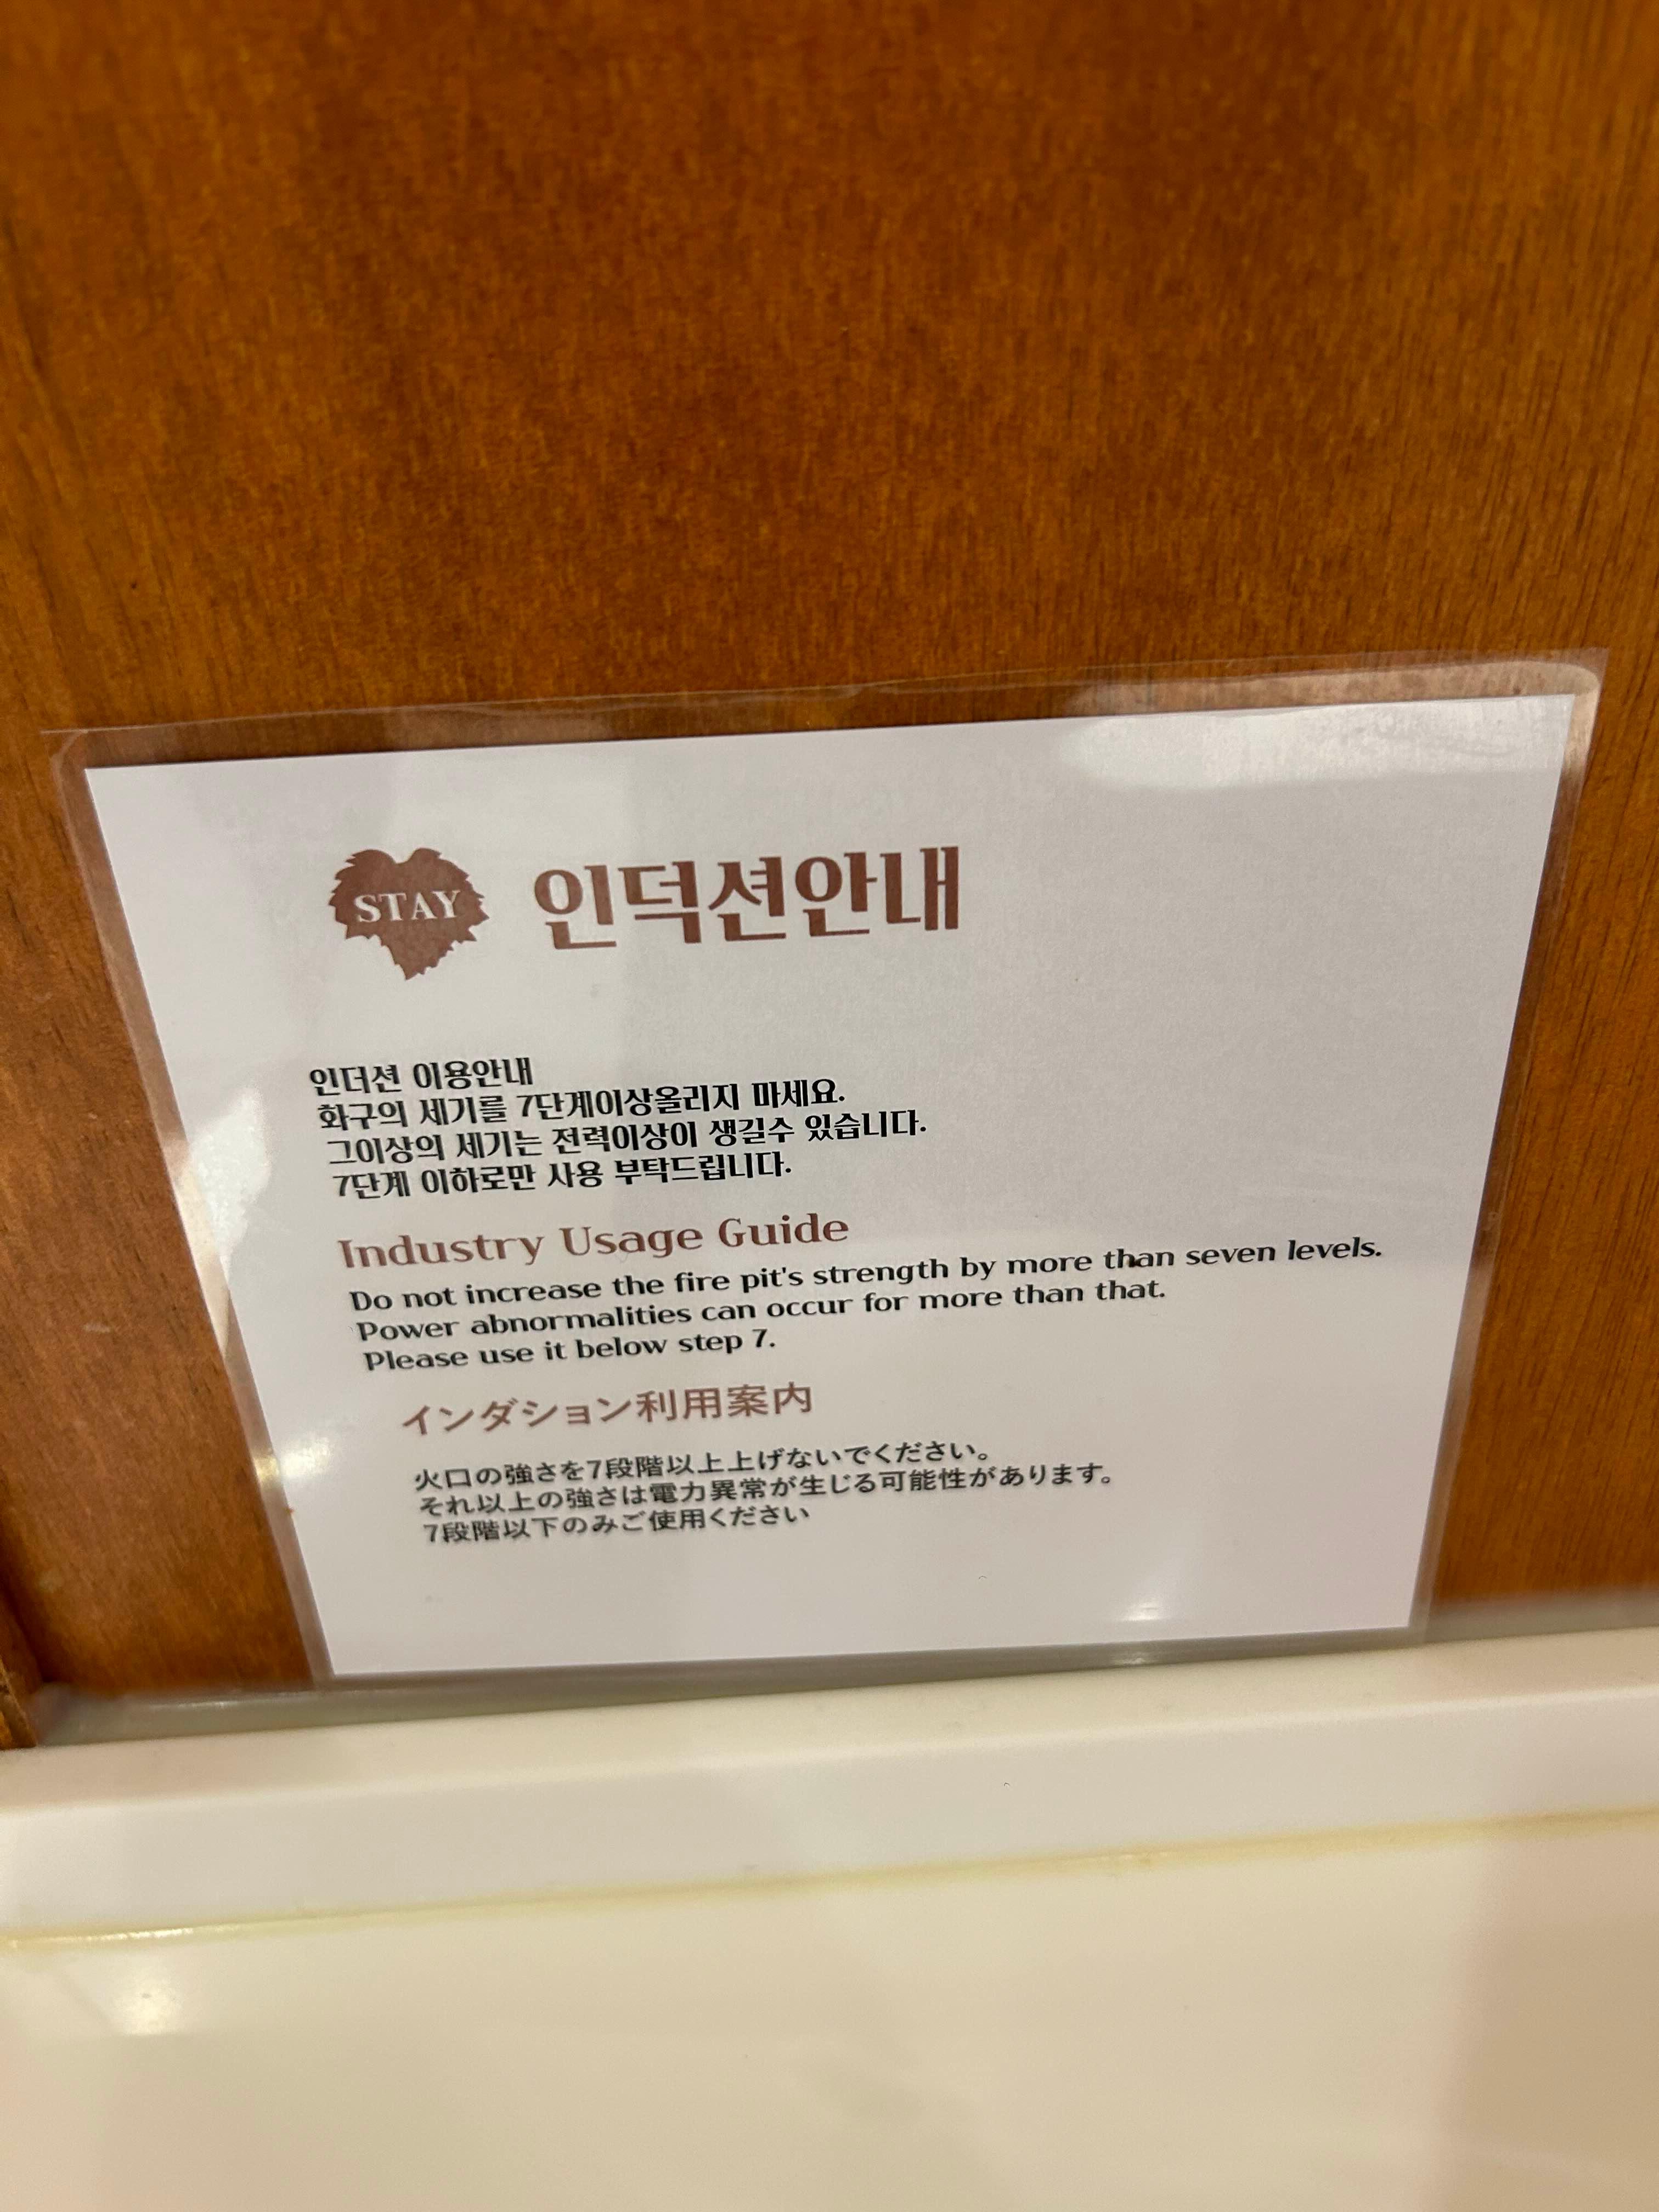 STAY
인덕션안내
인더션 이용안내
화구의 세기를 7단계이상올리지 마세요.
그이상의 세기는 전력이상이 생길수 있습니다.
7단계 이하로만 사용 부탁드립니다.
Industry Usage Guide
Do not increase the fire pit's strength by more than seven levels.
Power abnormalities can occur for more than that.
Please use it below step 7.
インダション利用案内
火口の強さを7段階以上上げないでください。
それ以上の強さは電力異常が生じる可能性があります。
7段階以下のみご使用ください